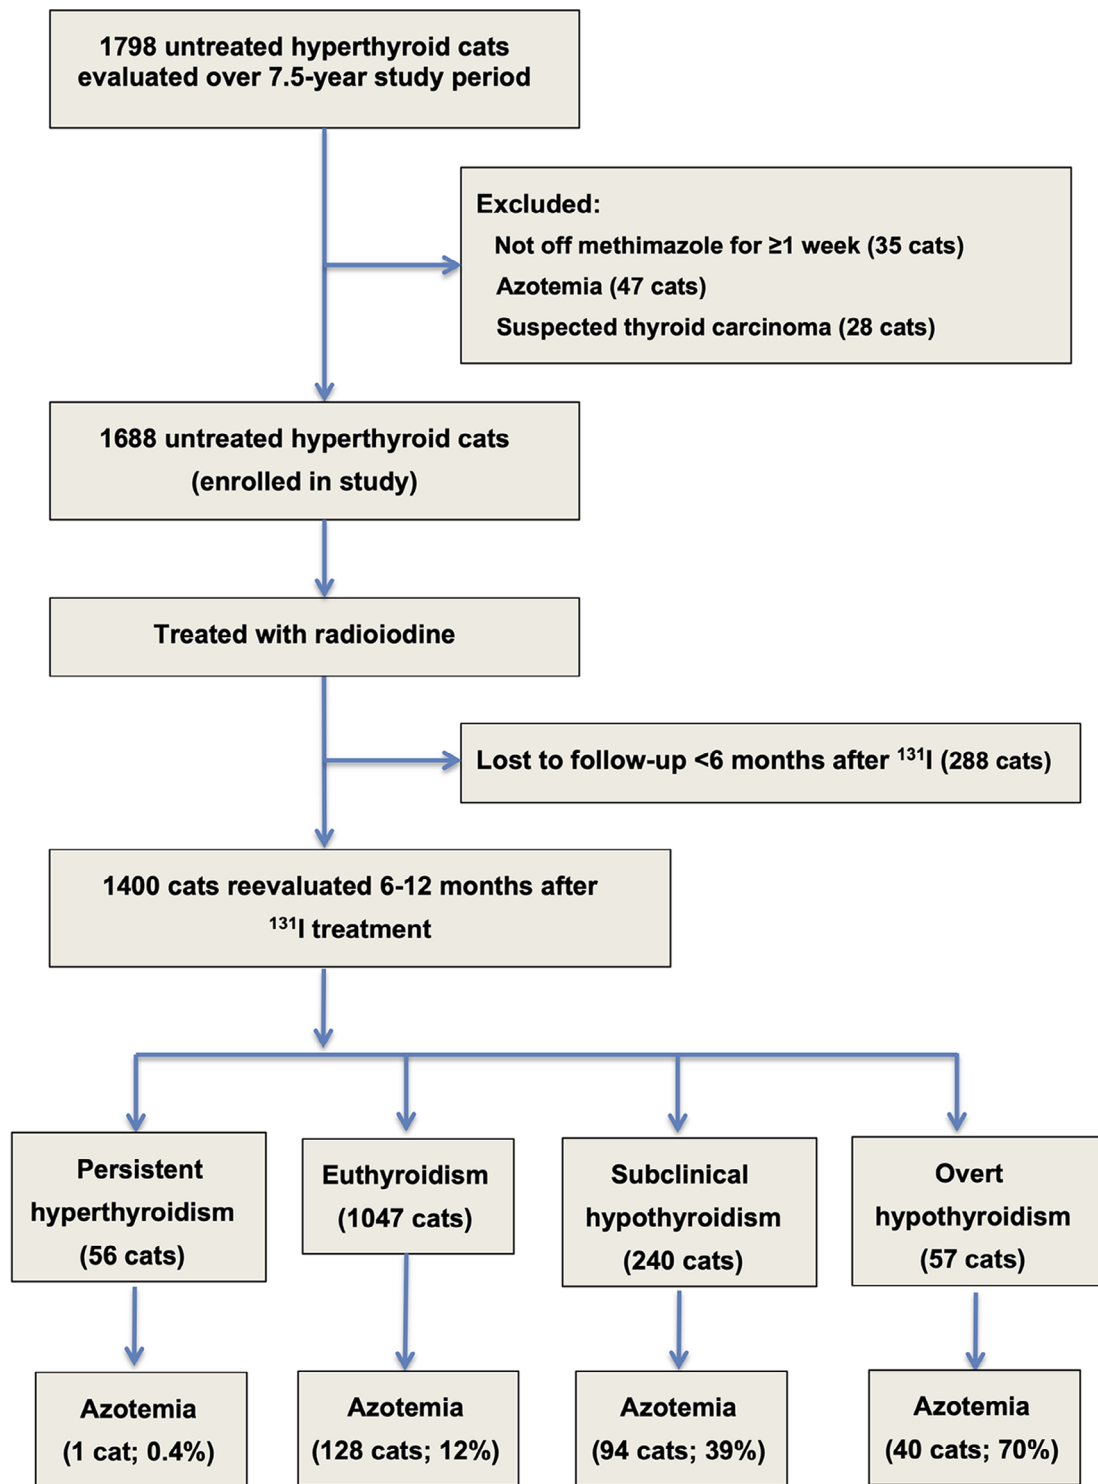 1798 untreated hyperthyroid cats
evaluated over 7.5-year study period
Excluded:
Not off methimazole for ≥1 week (35 cats)
Azotemia (47 cats)
Suspected thyroid carcinoma (28 cats)
1688 untreated hyperthyroid cats
(enrolled in study)
Treated with radioiodine
Lost to follow-up <6 months after ¹³¹I (288 cats)
1400 cats reevaluated 6-12 months after
¹³¹I treatment
Persistent
hyperthyroidism
(56 cats)
Euthyroidism
(1047 cats)
Subclinical
hypothyroidism
(240 cats)
Overt
hypothyroidism
(57 cats)
Azotemia
(1 cat; 0.4%)
Azotemia
(128 cats; 12%)
Azotemia
(94 cats; 39%)
Azotemia
(40 cats; 70%)